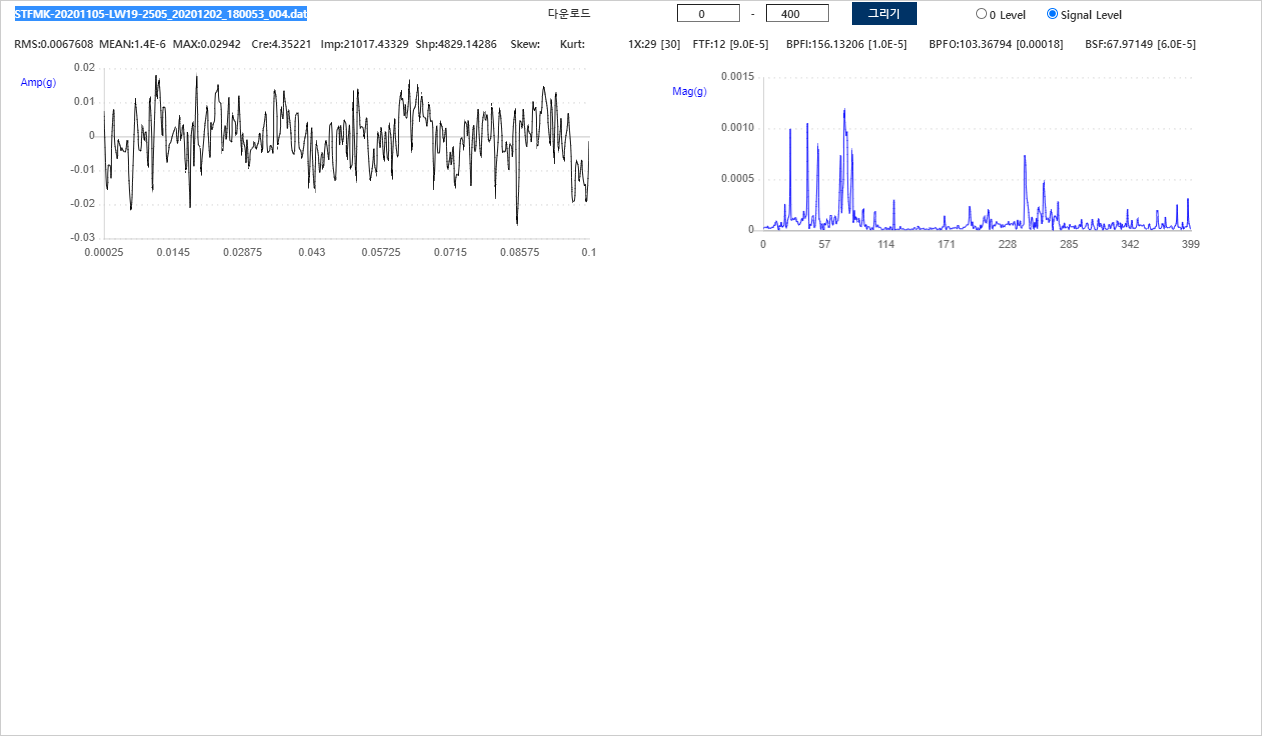 STFMK-20201105-LW19-2505_20201202_180053_004.dat 다운로드 0 - 400 그리기 0 Level Signal Level
RMS:0.0067608 MEAN:1.4E-6 MAX:0.02942 Cre:4.35221 Imp:21017.43329 Shp:4829.14286 Skew: Kurt: 1X:29 [30] FTF:12 [9.0E-5] BPFI:156.13206 [1.0E-5] BPFO:103.36794 [0.00018] BSF:67.97149 [6.0E-5]
Amp(g)
0.02
0.01
0
-0.01
-0.02
-0.03
0.00025 0.0145 0.02875 0.043 0.05725 0.0715 0.08575 0.1
Mag(g)
0.0015
0.0010
0.0005
0
0 57 114 171 228 285 342 399